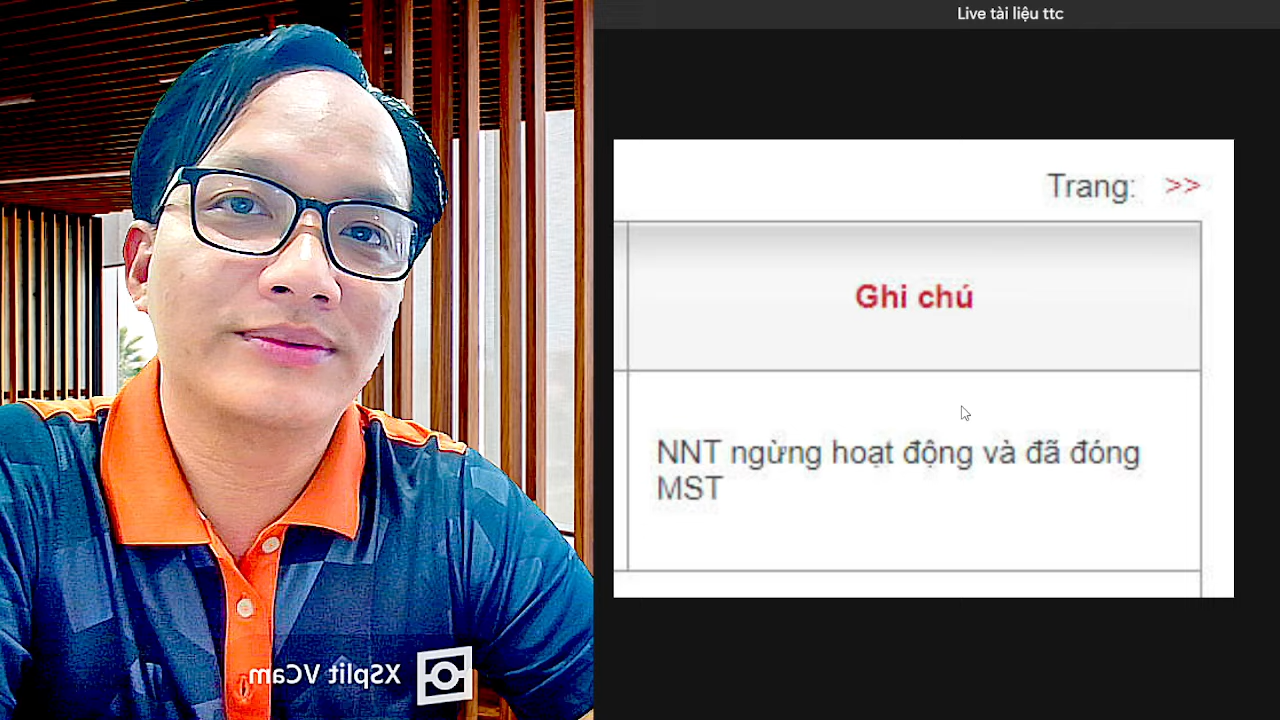 Live tài liệu ttc
Trang: >>
Ghi chú
NNT ngừng hoạt động và đã đóng
MST
XSplit VCam